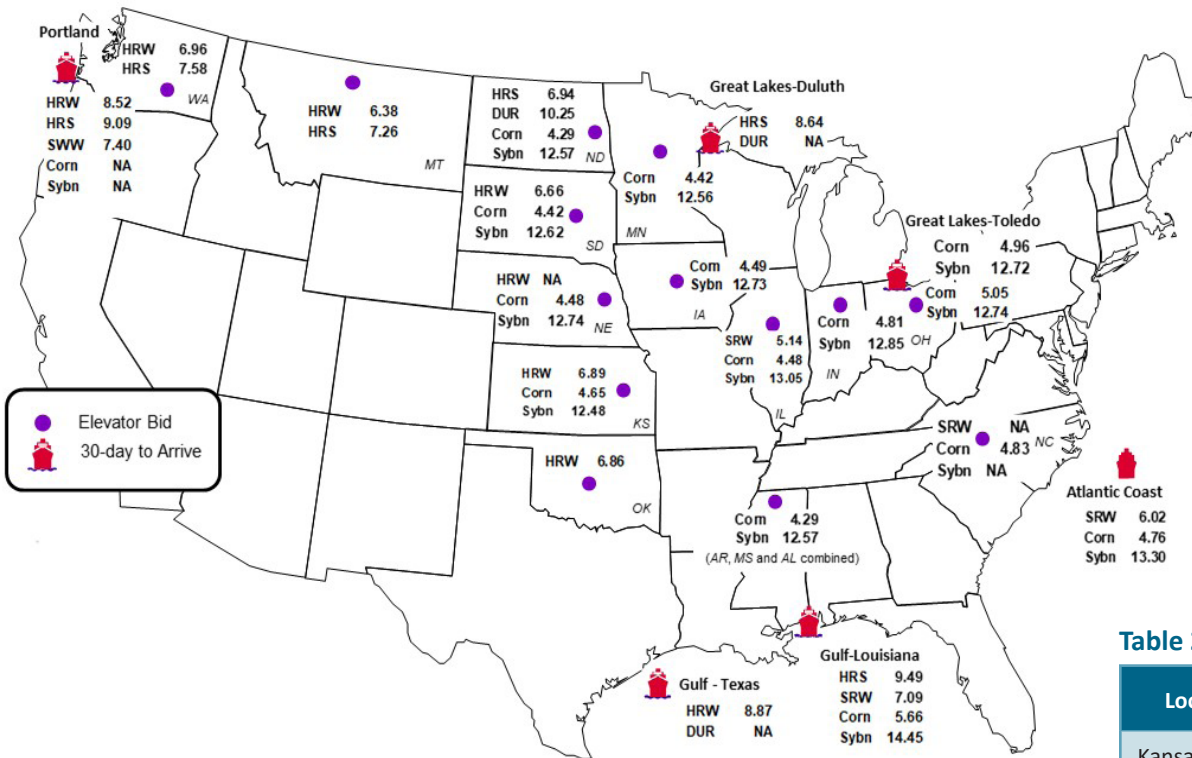 Portland
HRW 6.96
HRS 7.58
WA
HRW 8.52
HRS 9.09
SWW 7.40
Corn NA
Sybn NA
HRW 6.38
HRS 7.26
MT
HRS 6.94
DUR 10.25
Corn 4.29
Sybn 12.57 ND
Great Lakes-Duluth
HRS 8.64
DUR NA
Corn 4.42
Sybn 12.56
MN
HRW 6.66
Corn 4.42
Sybn 12.62
SD
Great Lakes-Toledo
Corn 4.96
Sybn 12.72
Corn 5.05
Sybn 12.74
HRW NA
Corn 4.48
Sybn 12.74 NE
Corn 4.49
Sybn 12.73
IA
Corn 4.81
Sybn 12.85 OH
IN
SRW 5.14
Corn 4.48
Sybn 13.05
IL
HRW 6.89
Corn 4.65
Sybn 12.48
KS
Elevator Bid
30-day to Arrive
HRW 6.86
OK
SRW NA
Corn 4.83 NC
Sybn NA
Corn 4.29
Sybn 12.57
(AR, MS and AL combined)
Atlantic Coast
SRW 6.02
Corn 4.76
Sybn 13.30
Gulf - Texas
HRW 8.87
DUR NA
Gulf-Louisiana
HRS 9.49
SRW 7.09
Corn 5.66
Sybn 14.45
Table
Loc
Kansa